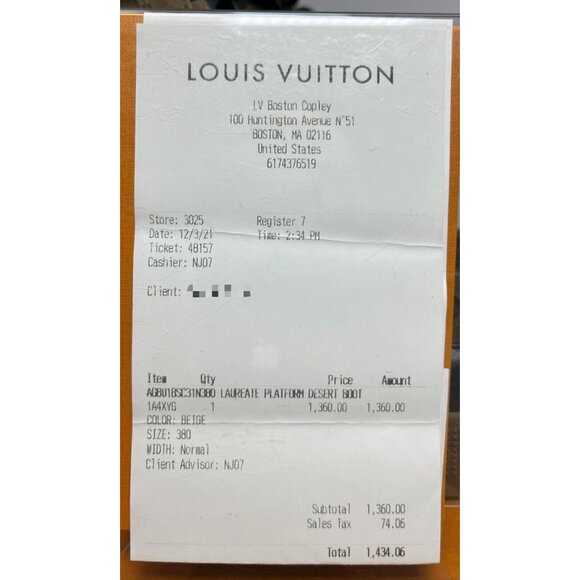 LOUIS VUITTON
LV Boston Copley
100 Huntington Avenue N°51
BOSTON, MA 02116
United States
6174376519
Store: 3025 Register 7
Date: 12/3/21 Time: 2:34 PM
Ticket: 48157
Cashier: NJ07
Client:
Item Qty Price Amount
AGBU1BSC31N380 LAUREATE PLATFORM DESERT BOOT
1A4XYG 1 1,360.00 1,360.00
COLOR: BEIGE
SIZE: 380
WIDTH: Normal
Client Advisor: NJ07
Subtotal 1,360.00
Sales Tax 74.06
Total 1,434.06